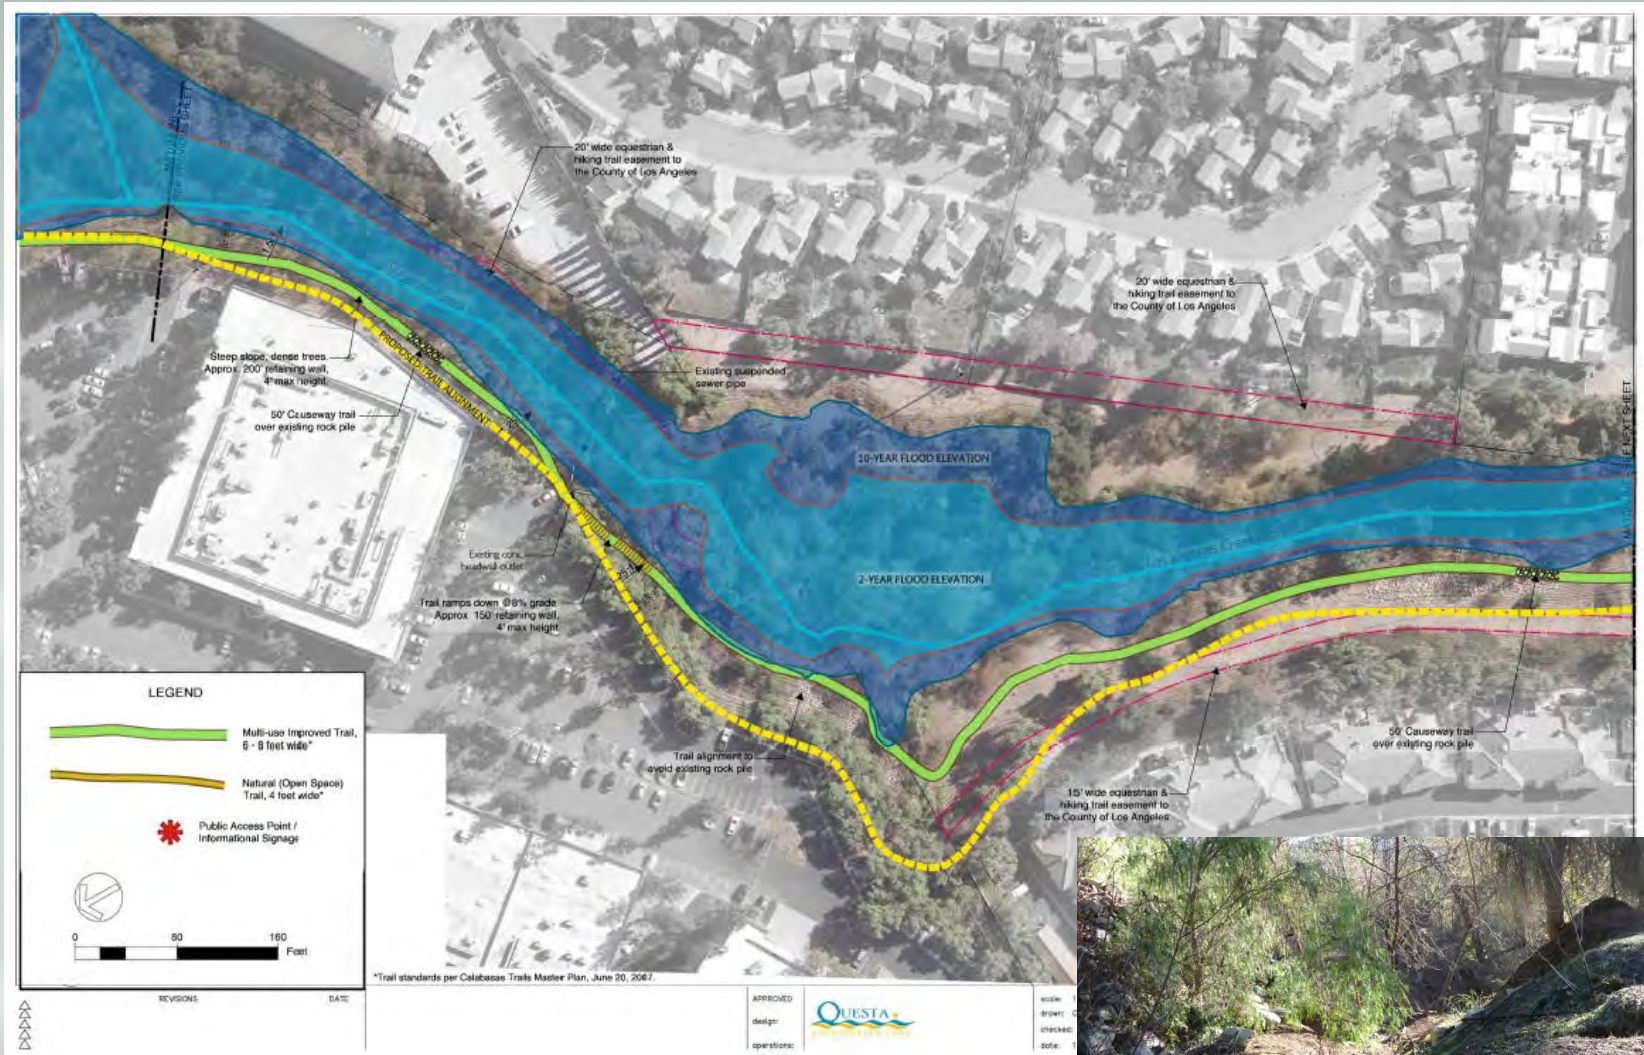 20' wide equestrian &
hiking trail easement to
the County of Los Angeles
20' wide equestrian &
hiking trail easement to
the County of Los Angeles
Steep slope, dense trees.
Approx. 200' retaining wall,
4' max height.
PROPOSED TRAIL ALIGNMENT
Existing suspended
sewer pipe
50' Causeway trail
over existing rock pile
10-YEAR FLOOD ELEVATION
Existing conc.
headwall outlet
2-YEAR FLOOD ELEVATION
Trail ramps down @8% grade
Approx 150' retaining wall,
4' max height
LEGEND
Multi-use Improved Trail,
6 - 8 feet wide*
Natural (Open Space)
Trail, 4 feet wide*
Public Access Point /
Informational Signage
0 80 160
Feet
Trail alignment to
avoid existing rock pile
50' Causeway trail
over existing rock pile
15' wide equestrian &
hiking trail easement to
the County of Los Angeles
*Trail standards per Calabasas Trails Master Plan, June 20, 2007.
REVISIONS DATE
APPROVED
design:
operations:
QUESTA
scale: 1
drawn:
checked:
date: 1